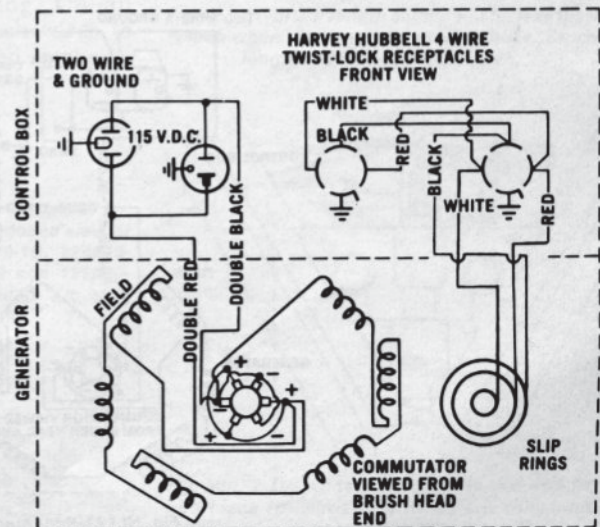 HARVEY HUBBELL 4 WIRE
TWIST-LOCK RECEPTACLES
FRONT VIEW
TWO WIRE
& GROUND
115 V.D.C.
WHITE
BLACK
RED
BLACK
WHITE
RED
CONTROL BOX
DOUBLE BLACK
DOUBLE RED
GENERATOR
FIELD
+
-
+
-
+
-
COMMUTATOR
VIEWED FROM
BRUSH HEAD
END
SLIP
RINGS